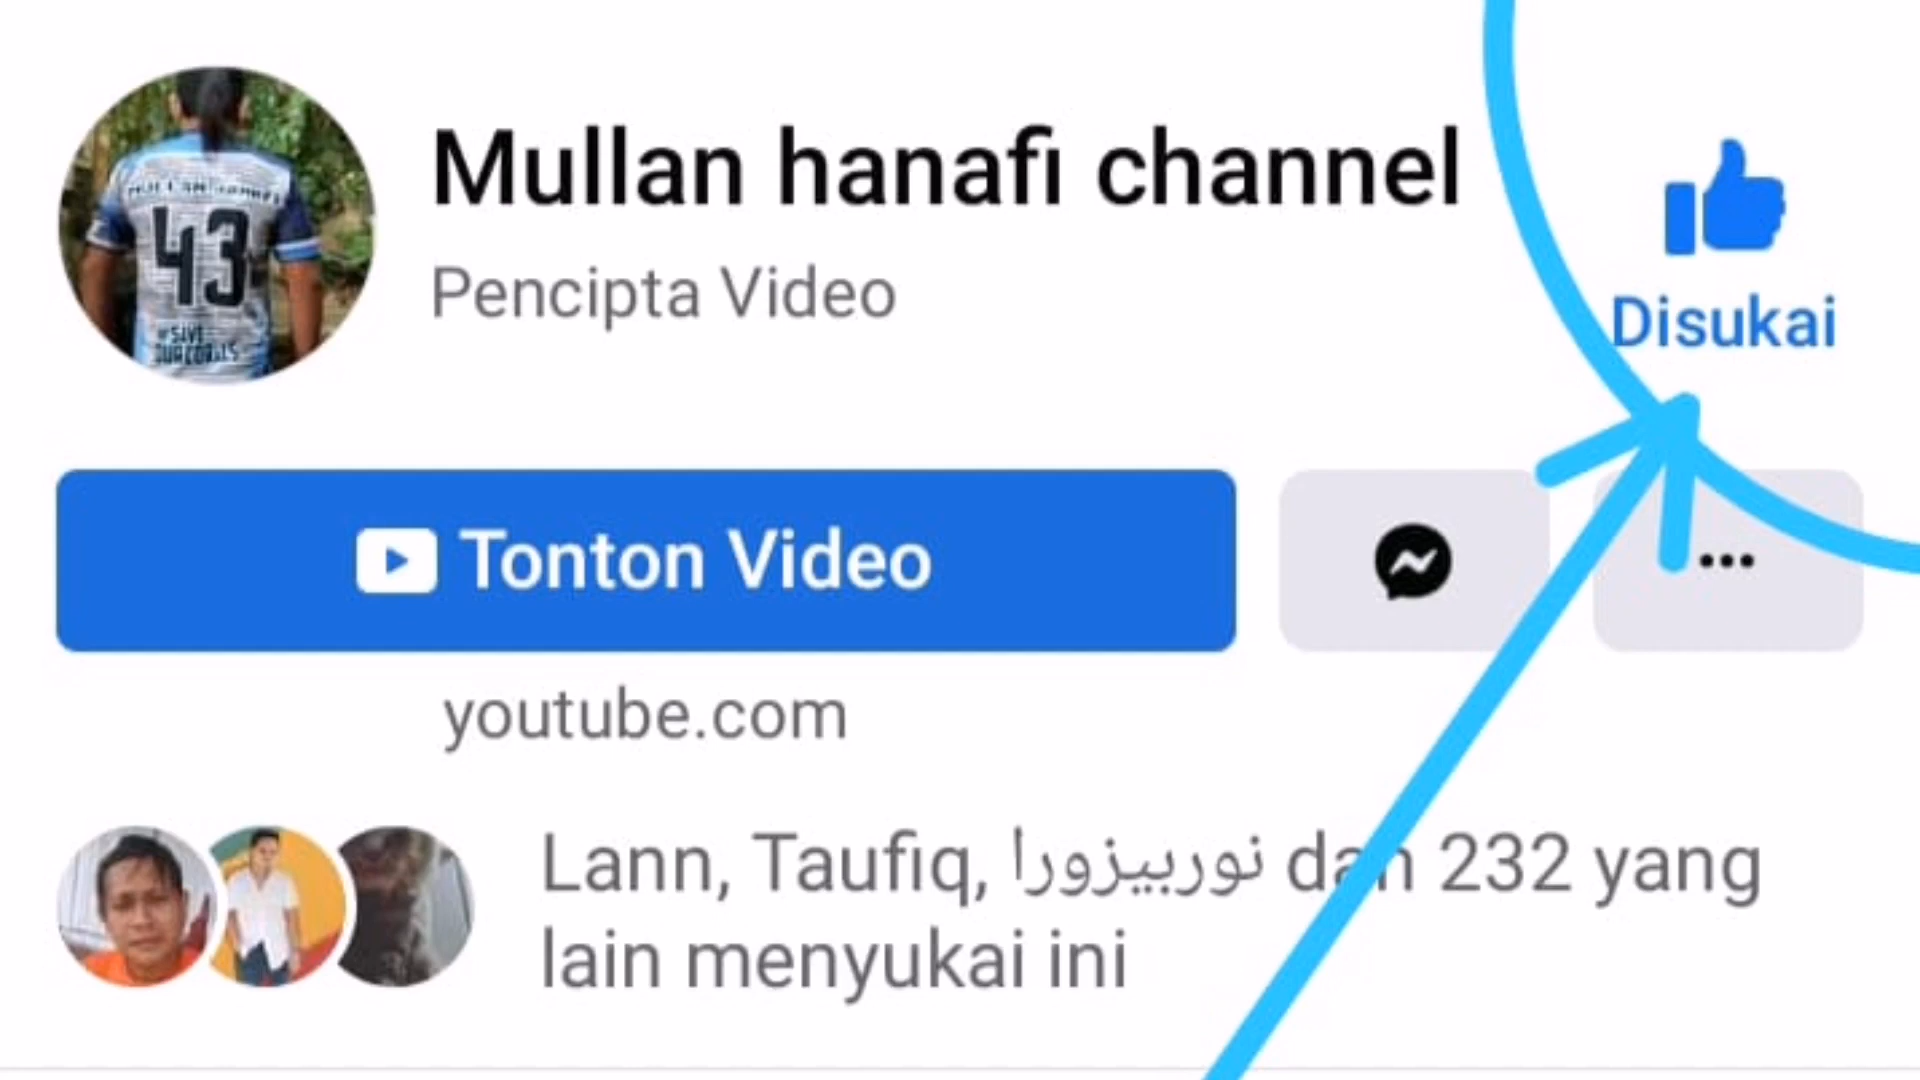 43
Mullan hanafi channel
Pencipta Video
Disukai
Tonton Video
youtube.com
Lann, Taufiq, نوربيزورا dan 232 yang
lain menyukai ini